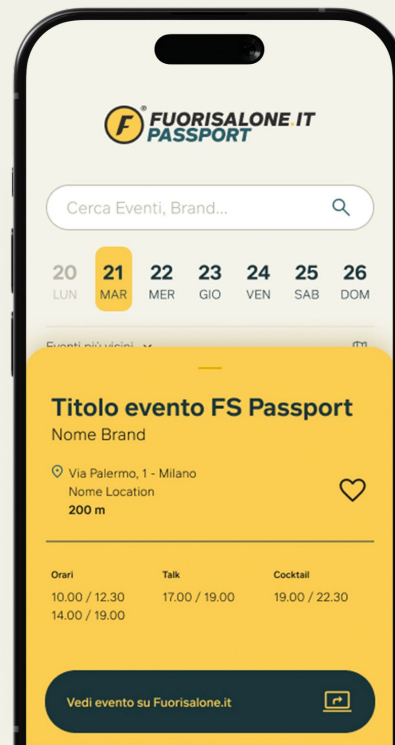 F®
FUORISALONE.IT
PASSPORT
Cerca Eventi, Brand...
20 21 22 23 24 25 26
LUN MAR MER GIO VEN SAB DOM
Eventi più vicini
Titolo evento FS Passport
Nome Brand
Via Palermo, 1 - Milano
Nome Location
200 m
Orari Talk Cocktail
10.00 / 12.30 17.00 / 19.00 19.00 / 22.30
14.00 / 19.00
Vedi evento su Fuorisalone.it